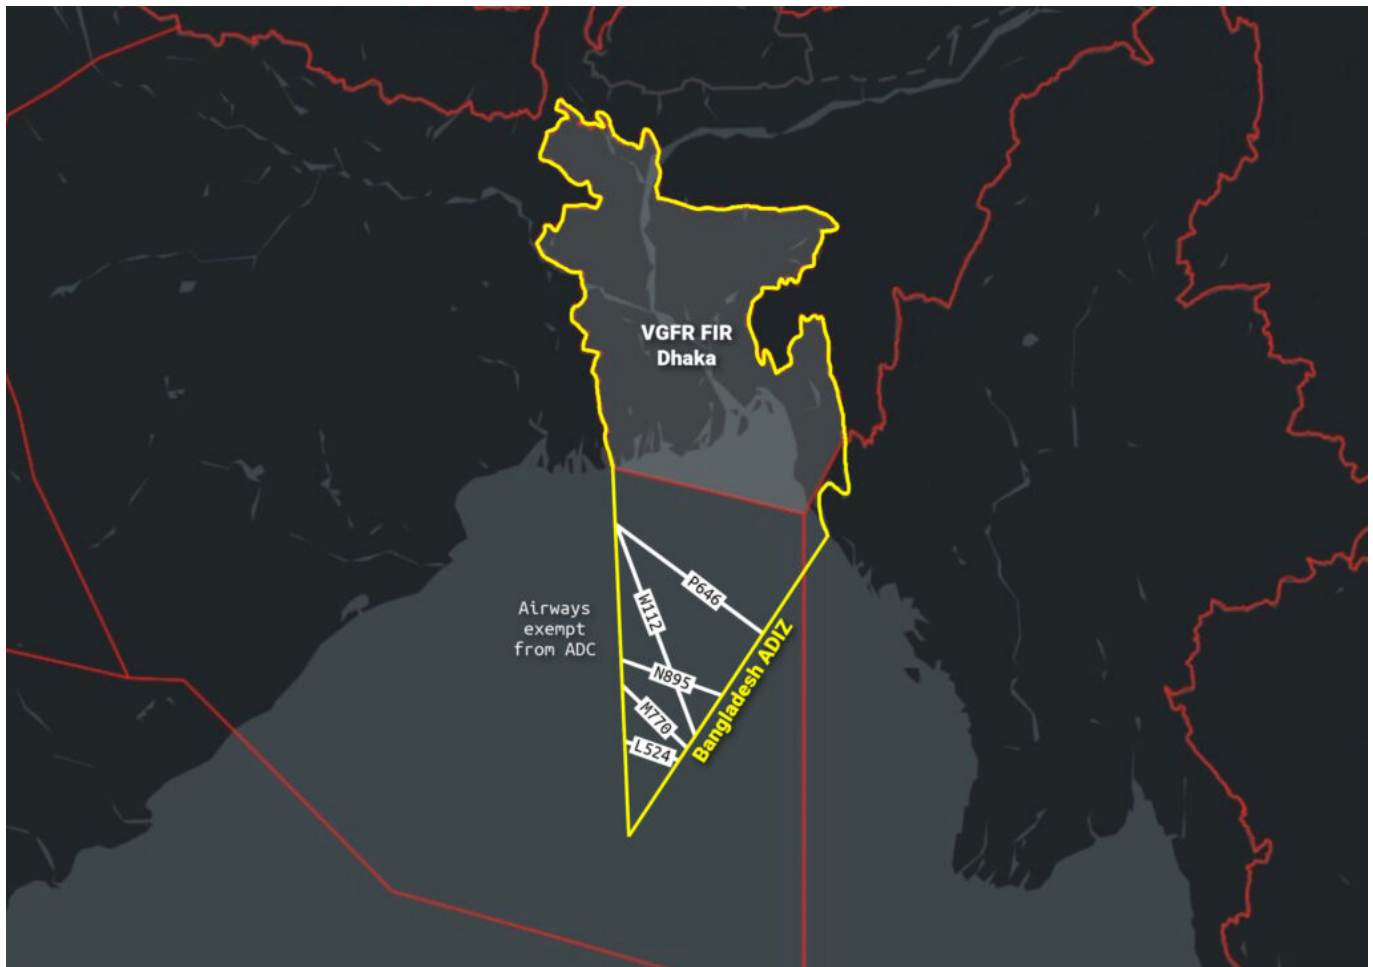 VGFR FIR
Dhaka
P646
Airways
exempt
from ADC
W112
N895
M770
L524
Bangladesh ADIZ